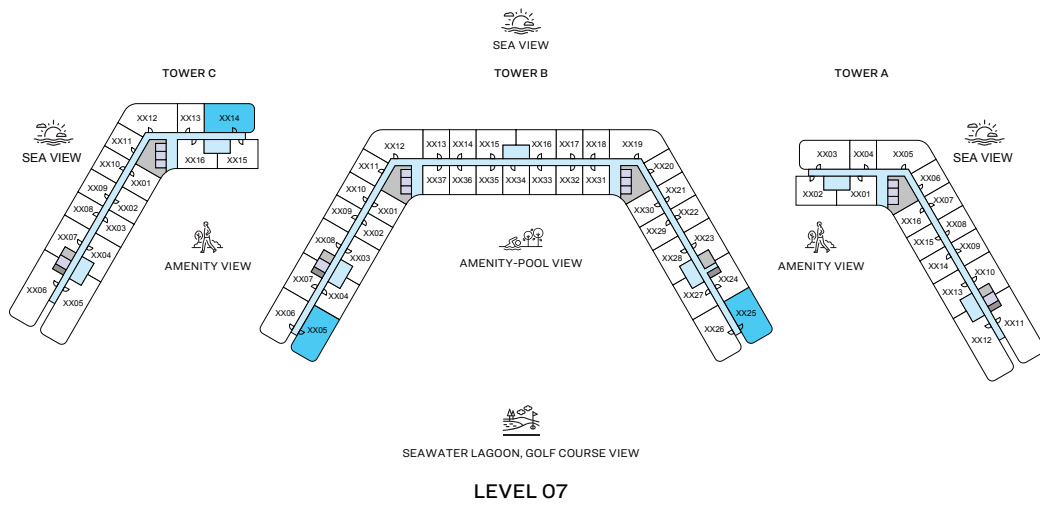 SEA VIEW
TOWER C
TOWER B
TOWER A
SEA VIEW
SEA VIEW
XX12
XX13
XX14
XX11
XX10
XX09
XX08
XX07
XX06
XX16
XX15
XX01
XX02
XX03
XX04
XX05
AMENITY VIEW
XX12
XX13
XX14
XX15
XX16
XX17
XX18
XX19
XX11
XX10
XX09
XX08
XX07
XX06
XX37
XX36
XX35
XX34
XX33
XX32
XX31
XX01
XX02
XX03
XX04
XX05
XX20
XX21
XX22
XX23
XX24
XX25
XX30
XX29
XX28
XX27
XX26
AMENITY-POOL VIEW
XX03
XX04
XX05
XX02
XX01
XX06
XX07
XX08
XX09
XX10
XX11
XX16
XX15
XX14
XX13
XX12
AMENITY VIEW
SEAWATER LAGOON, GOLF COURSE VIEW
LEVEL 07